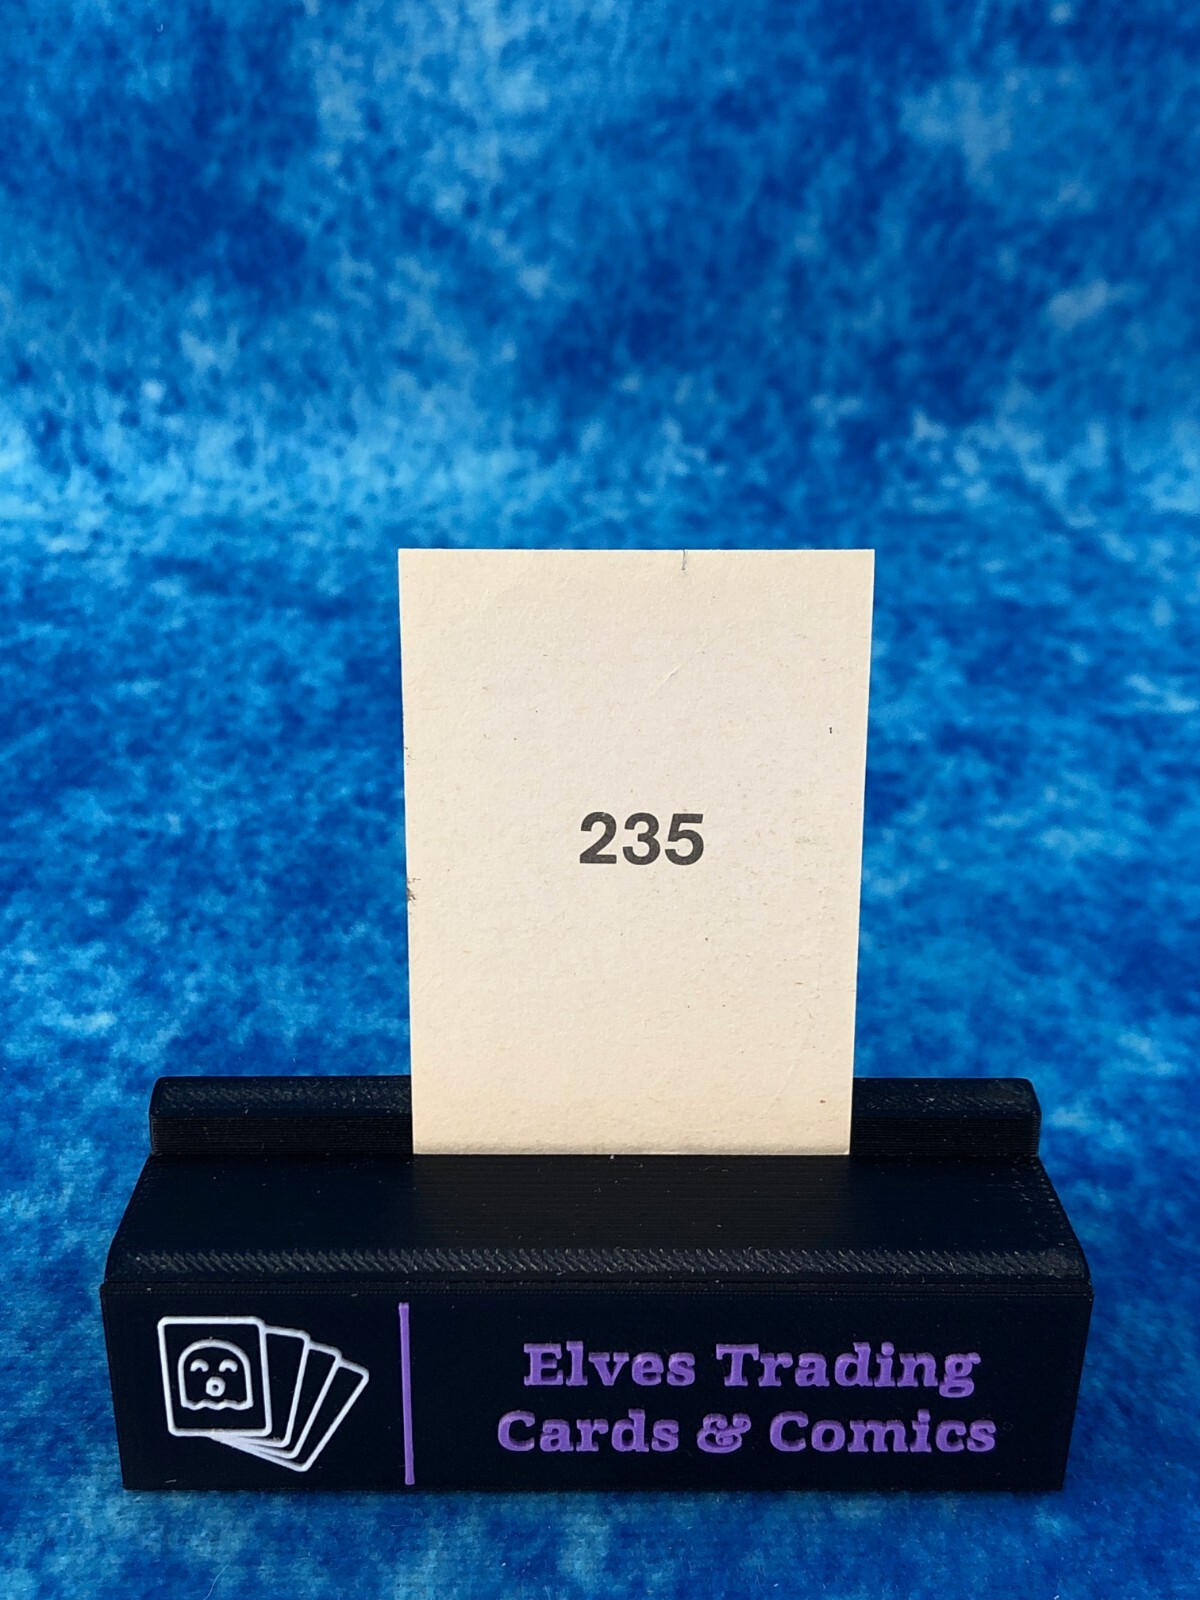 235
Elves Trading
Cards & Comics